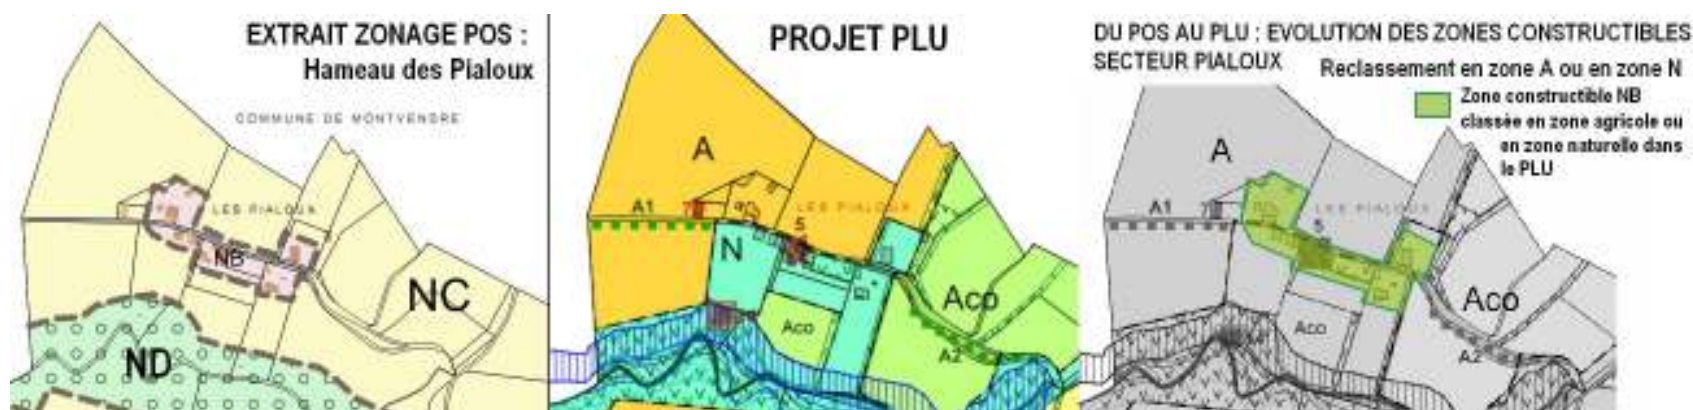 EXTRAIT ZONAGE POS :
Hameau des Pialoux
COMMUNE DE MONTVENDRE
LES PIALOUX
NB
NC
ND
PROJET PLU
A
A1
LES PIALOUX
5
N
Aco
Aco
A2
DU POS AU PLU : EVOLUTION DES ZONES CONSTRUCTIBLES
SECTEUR PIALOUX
Reclassement en zone A ou en zone N
Zone constructible NB
classée en zone agricole ou
en zone naturelle dans
le PLU
A
A1
7
LES PIALOUX
5
Aco
Aco
A2